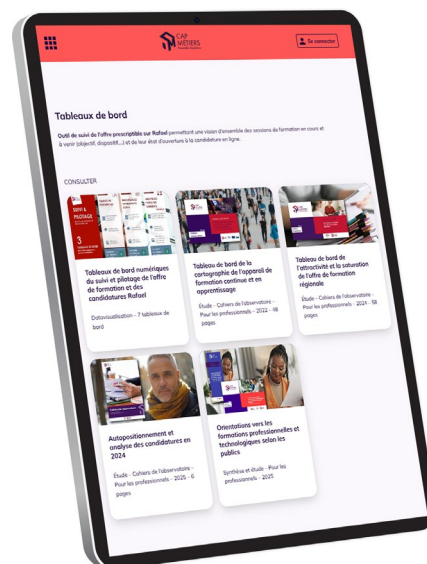 CAP
MÉTIERS
Se connecter
Tableaux de bord
Outil de suivi de l'offre prescriptible sur Rafael permettant une vision d'ensemble des sessions de formation en cours et
à venir (objectif, dispositif,...) et de leur état d'ouverture à la candidature en ligne.
CONSULTER
SUIVI &
PILOTAGE
3
Tableaux de bord numériques
du suivi et pilotage de l'offre
de formation et des
candidatures Rafael
Datavisualisation - 7 tableaux de
bord
Tableau de bord de la
cartographie de l'appareil de
formation continue et en
apprentissage
Étude - Cahiers de l'observatoire -
Pour les professionnels - 2022 - 48
pages
Tableau de bord de
l'attractivité et la saturation
de l'offre de formation
régionale
Étude - Cahiers de l'observatoire -
Pour les professionnels - 2024 - 58
pages
Autopositionnement et
analyse des candidatures en
2024
Étude - Cahiers de l'observatoire -
Pour les professionnels - 2025 - 6
pages
Orientations vers les
formations professionnelles et
technologiques selon les
publics
Synthèse et étude - Pour les
professionnels - 2025